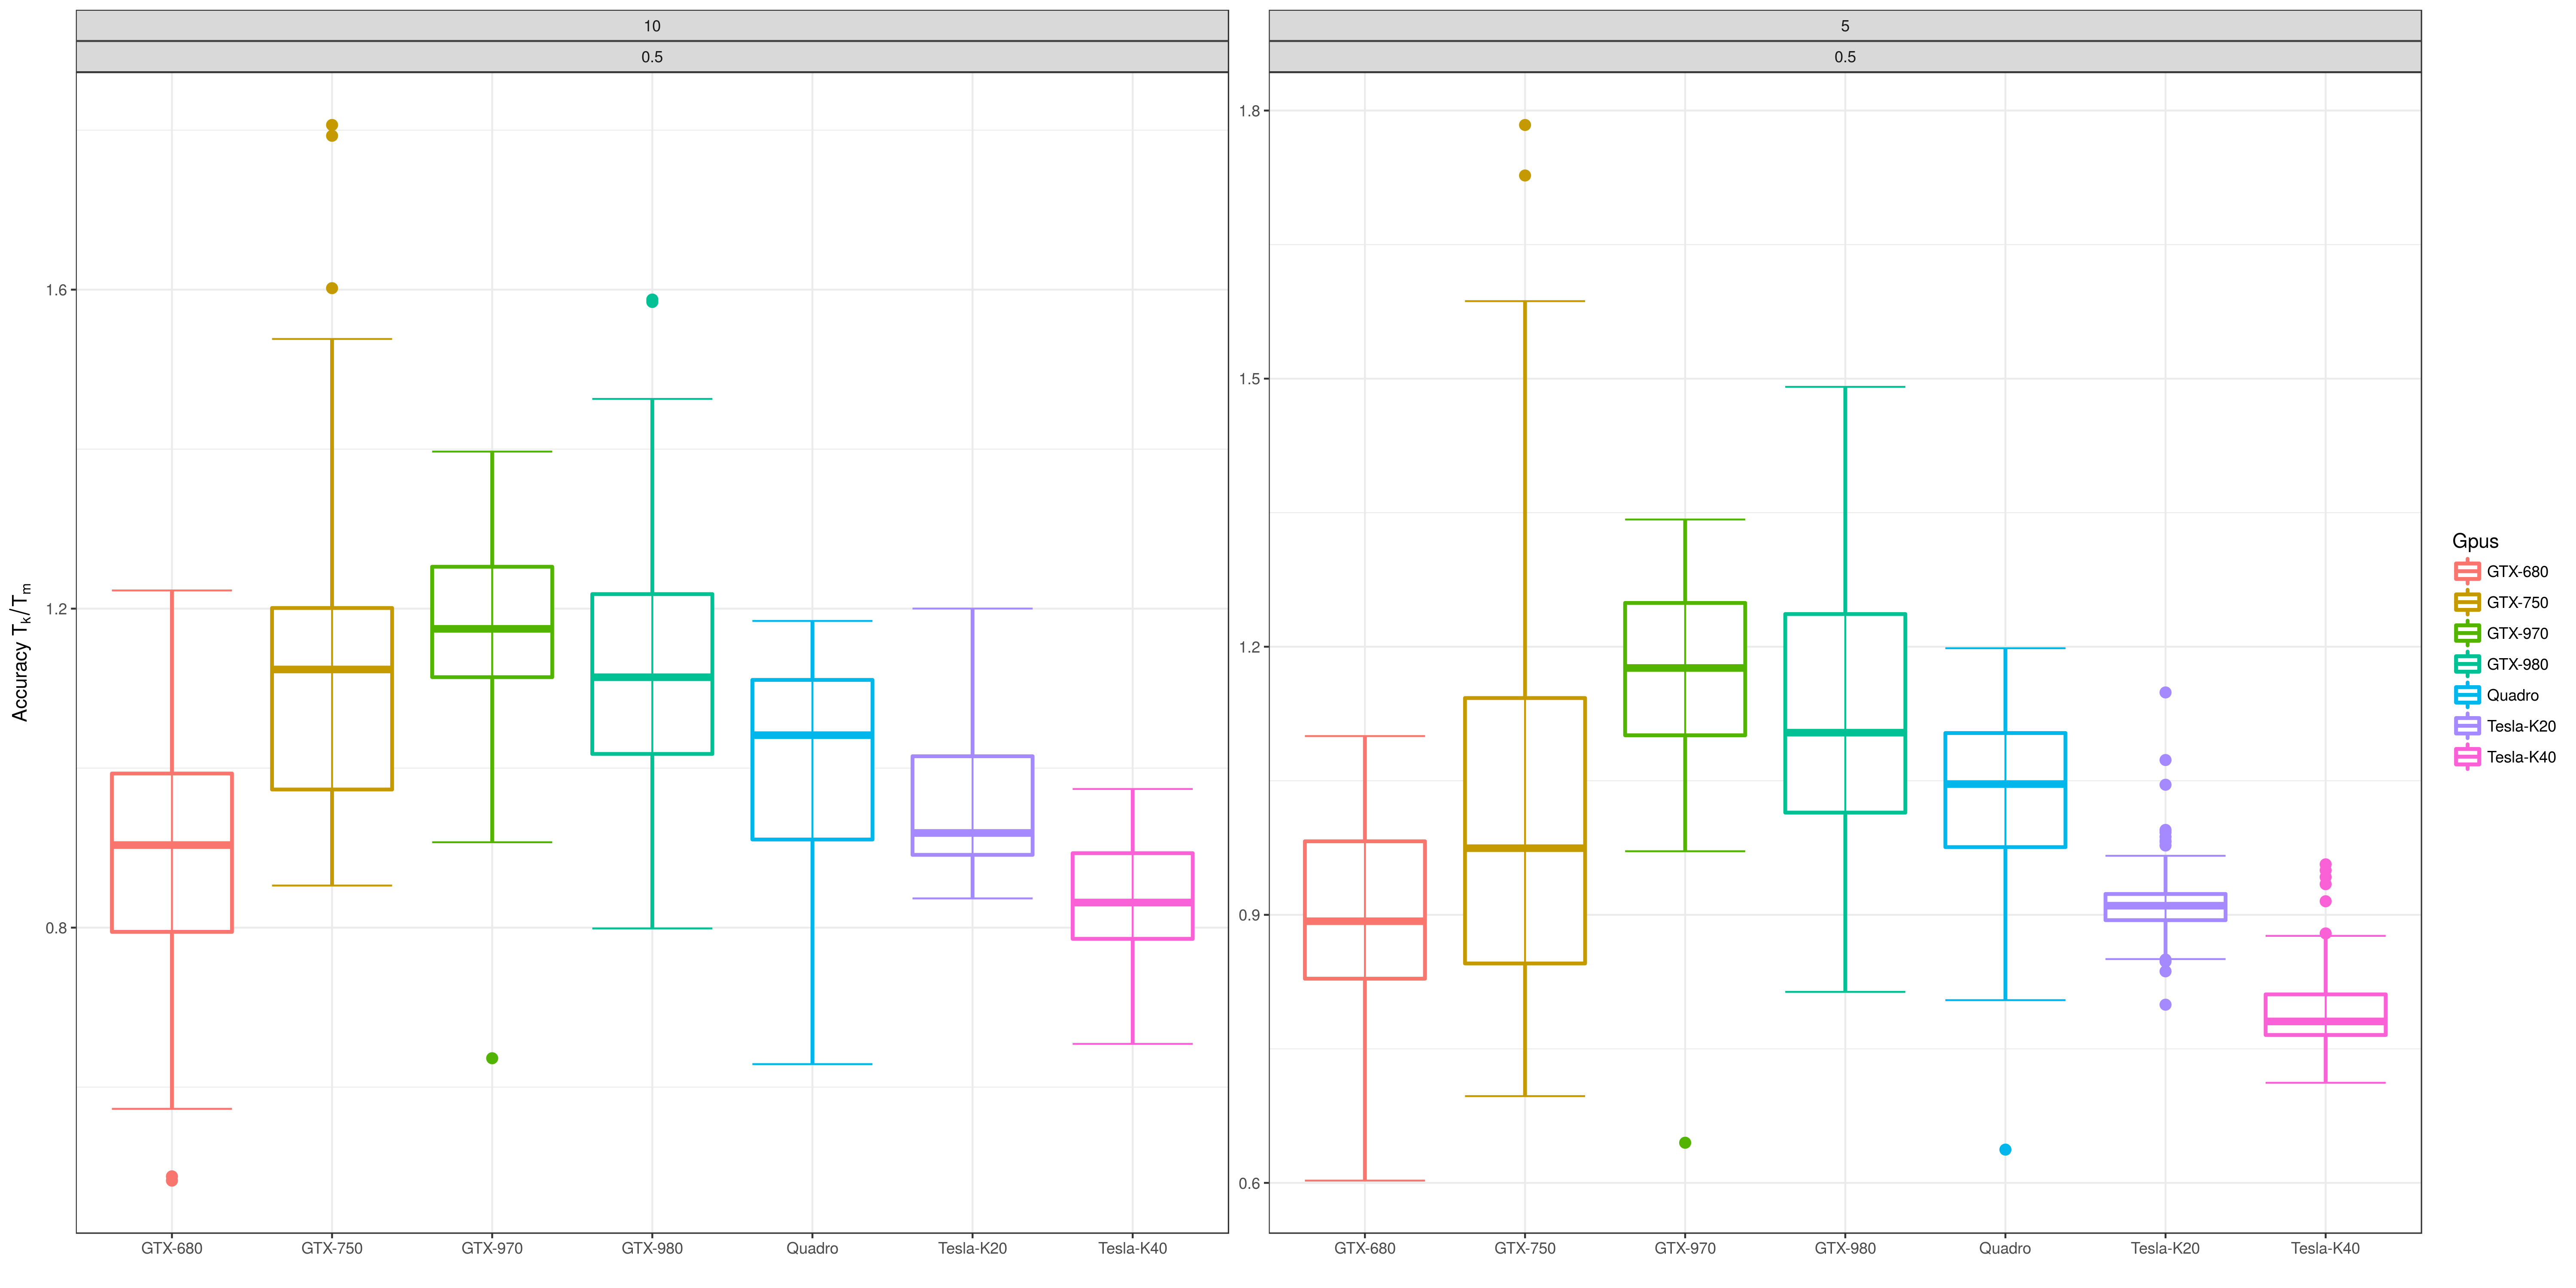 10
0.5
5
0.5
1.6
1.2
0.8
1.8
1.5
1.2
0.9
0.6
Accuracy Tk/Tm
GTX-680 GTX-750 GTX-970 GTX-980 Quadro Tesla-K20 Tesla-K40
GTX-680 GTX-750 GTX-970 GTX-980 Quadro Tesla-K20 Tesla-K40
Gpus
GTX-680
GTX-750
GTX-970
GTX-980
Quadro
Tesla-K20
Tesla-K40